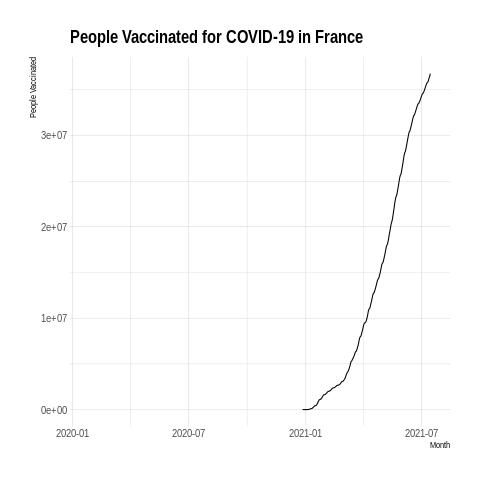 People Vaccinated for COVID-19 in France
People Vaccinated
3e+07
2e+07
1e+07
0e+00
2020-01 2020-07 2021-01 2021-07
Month